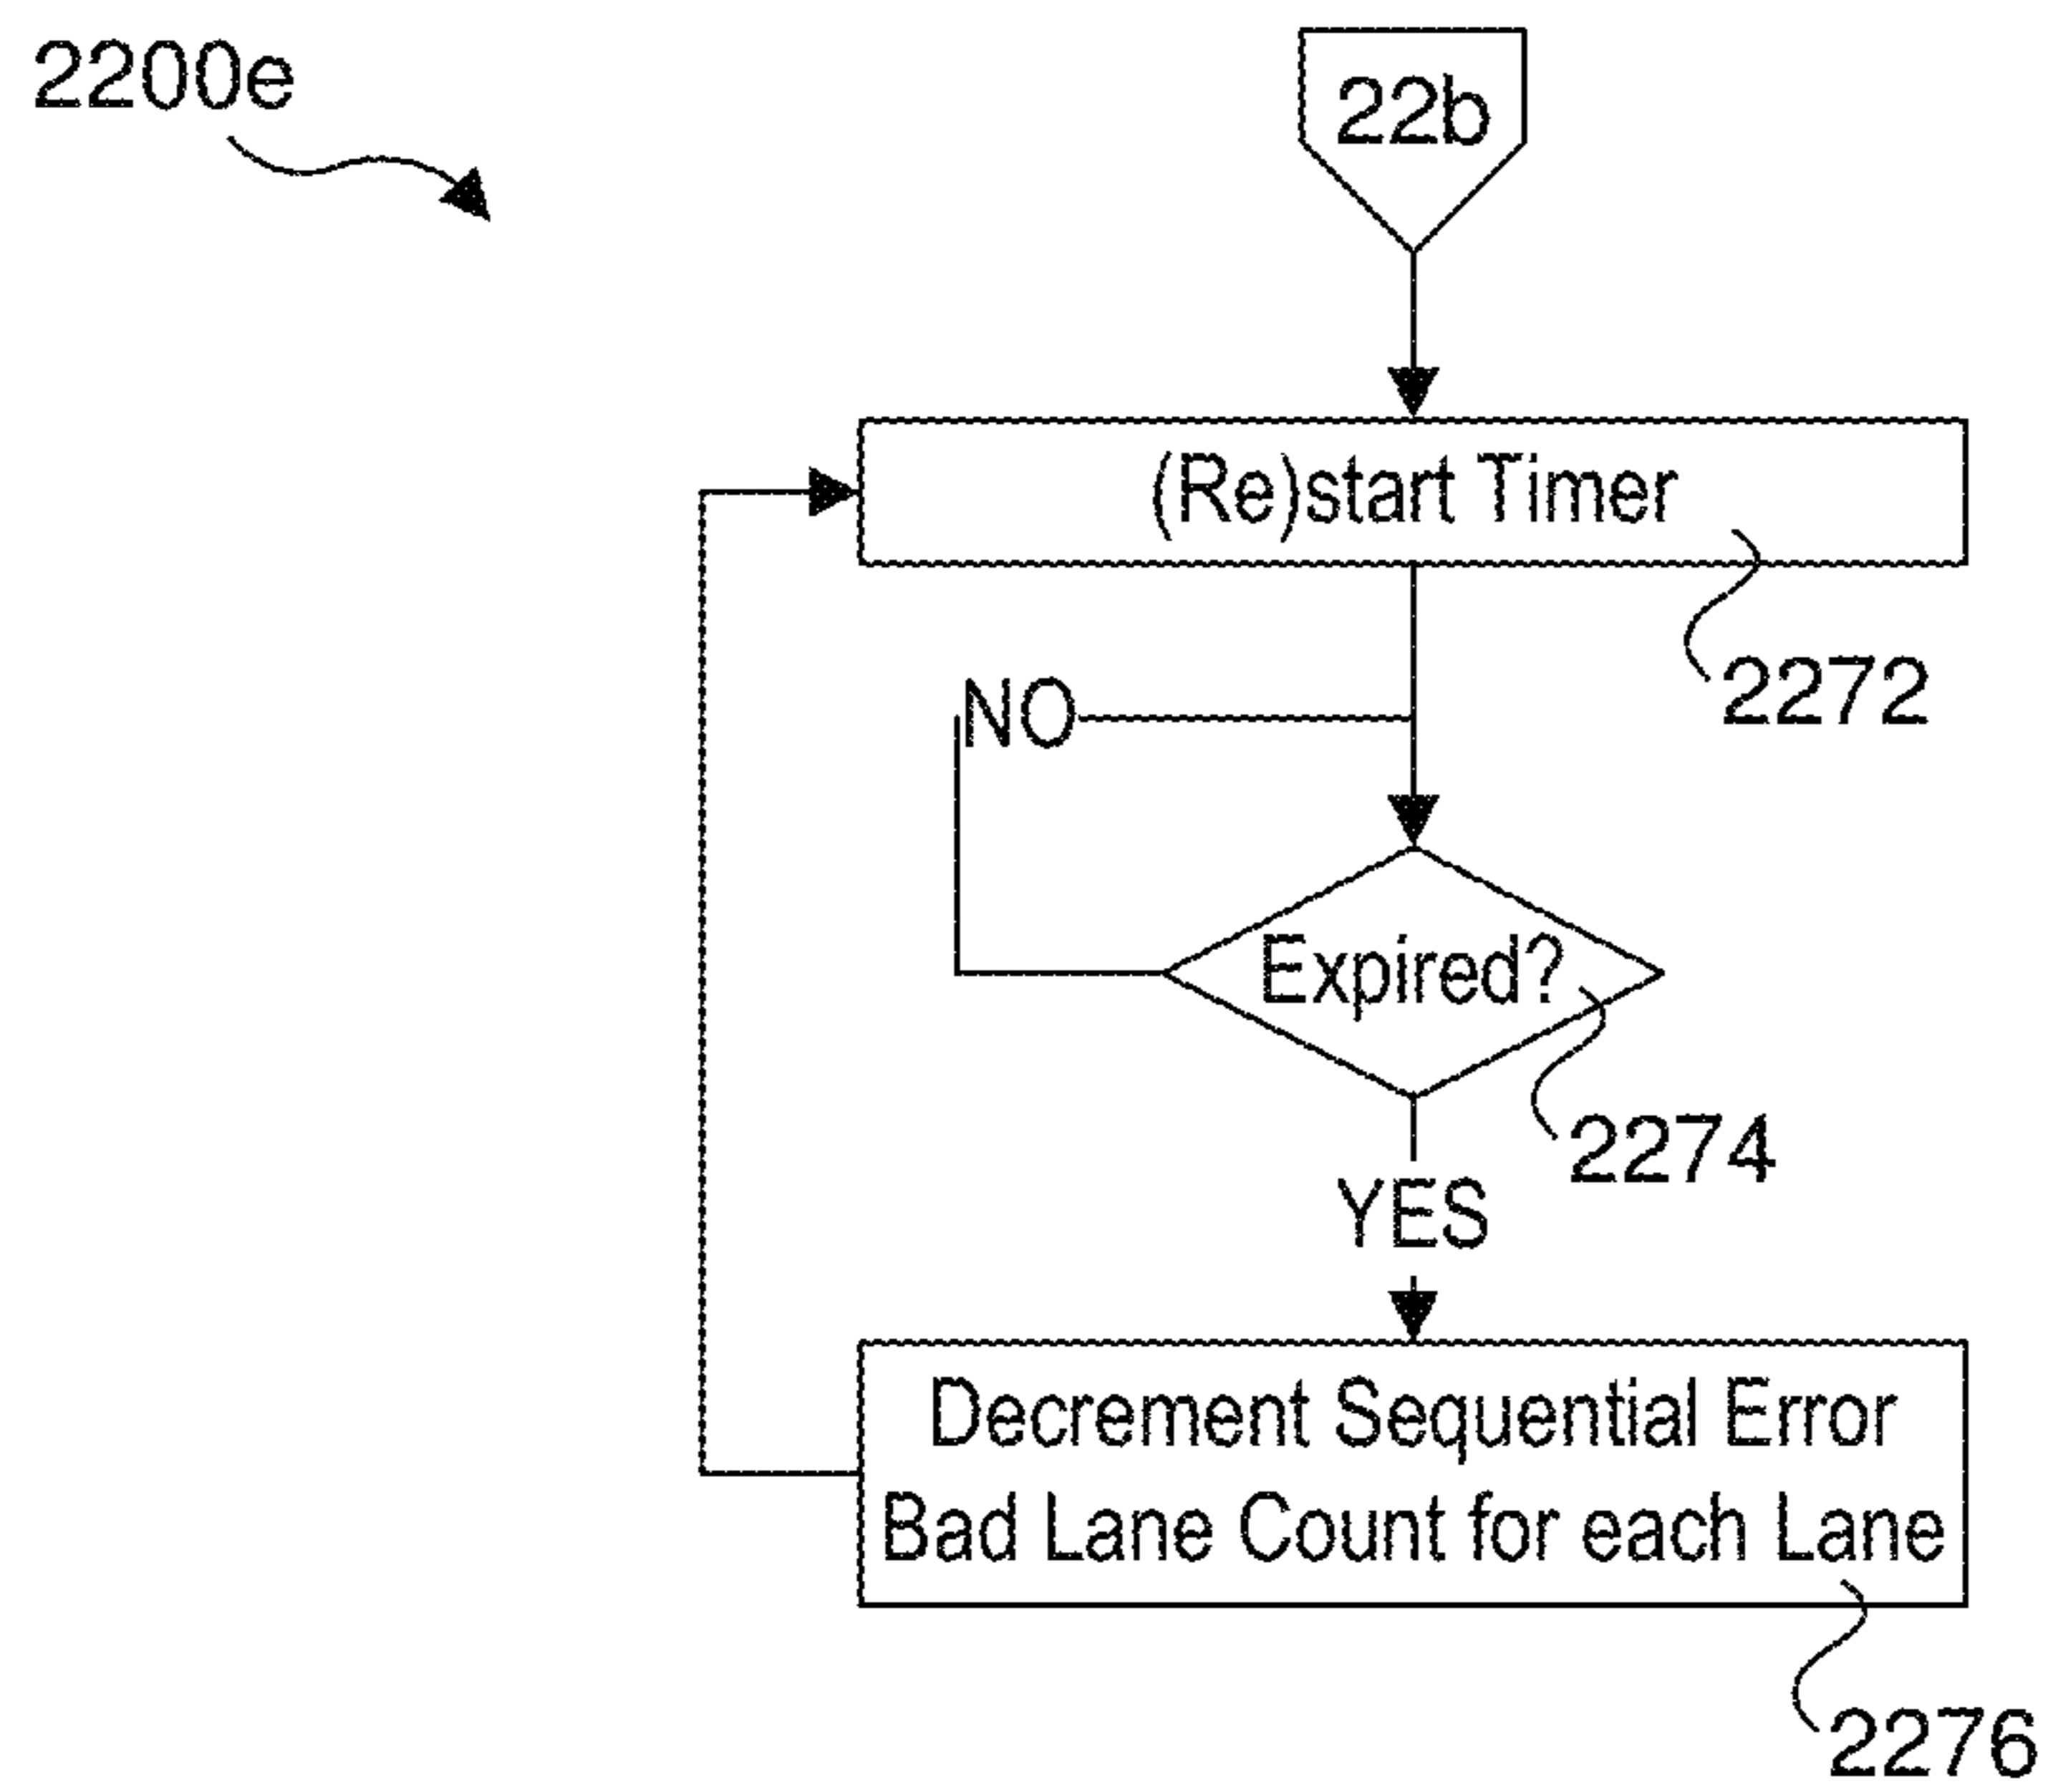 2200e
22b
(Re)start Timer
2272
NO
Expired?
2274
YES
Decrement Sequential Error
Bad Lane Count for each Lane
2276